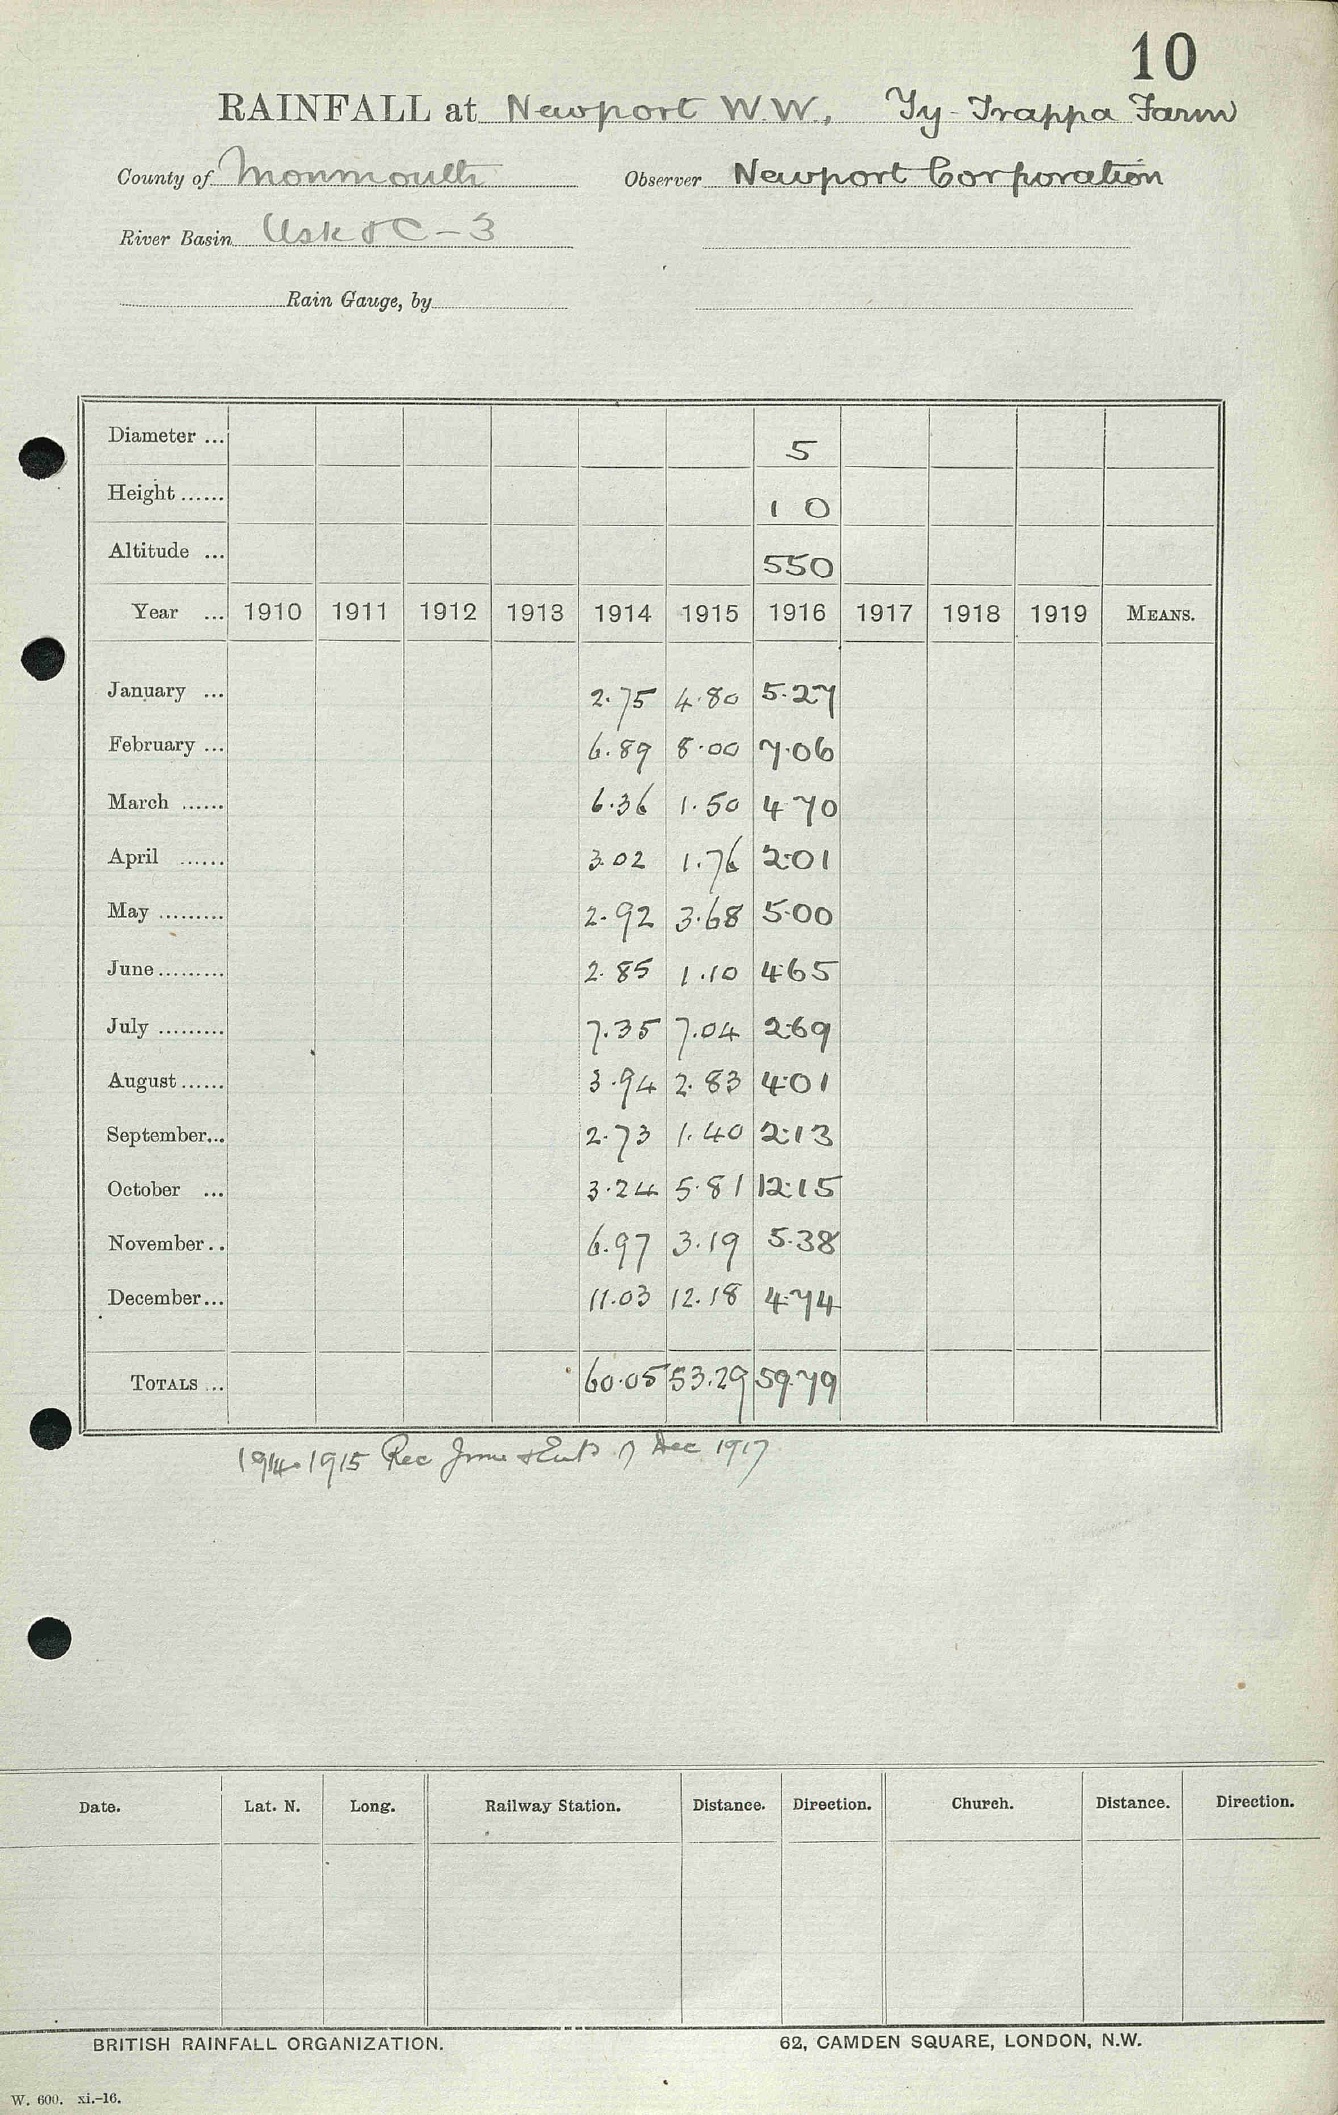 10
RAINFALL at Newport W.W., Ty-Trappa Farm
County of Monmouth Observer Newport Corporation
River Basin Usk & C-3
Rain Gauge, by
Diameter ... 5
Height ...... 1 0
Altitude ... 550
Year ... 1910 1911 1912 1913 1914 1915 1916 1917 1918 1919 MEANS.
January ... 2.75 4.80 5.27
February ... 6.89 8.00 7.06
March ...... 6.36 1.50 4.70
April ...... 3.02 1.76 2.01
May ......... 2.92 3.68 5.00
June ......... 2.85 1.10 4.65
July ......... 7.35 7.04 2.69
August ...... 3.94 2.83 4.01
September... 2.73 1.40 2.13
October ... 3.24 5.81 12.15
November .. 6.97 3.19 5.38
December ... 11.03 12.18 4.74
TOTALS ... 60.05 53.29 59.79
1914-1915 Rec Dec 1917
Date. Lat. N. Long. Railway Station. Distance. Direction. Church. Distance. Direction.
BRITISH RAINFALL ORGANIZATION. 62, CAMDEN SQUARE, LONDON, N.W.
W. 600. xi.-16.